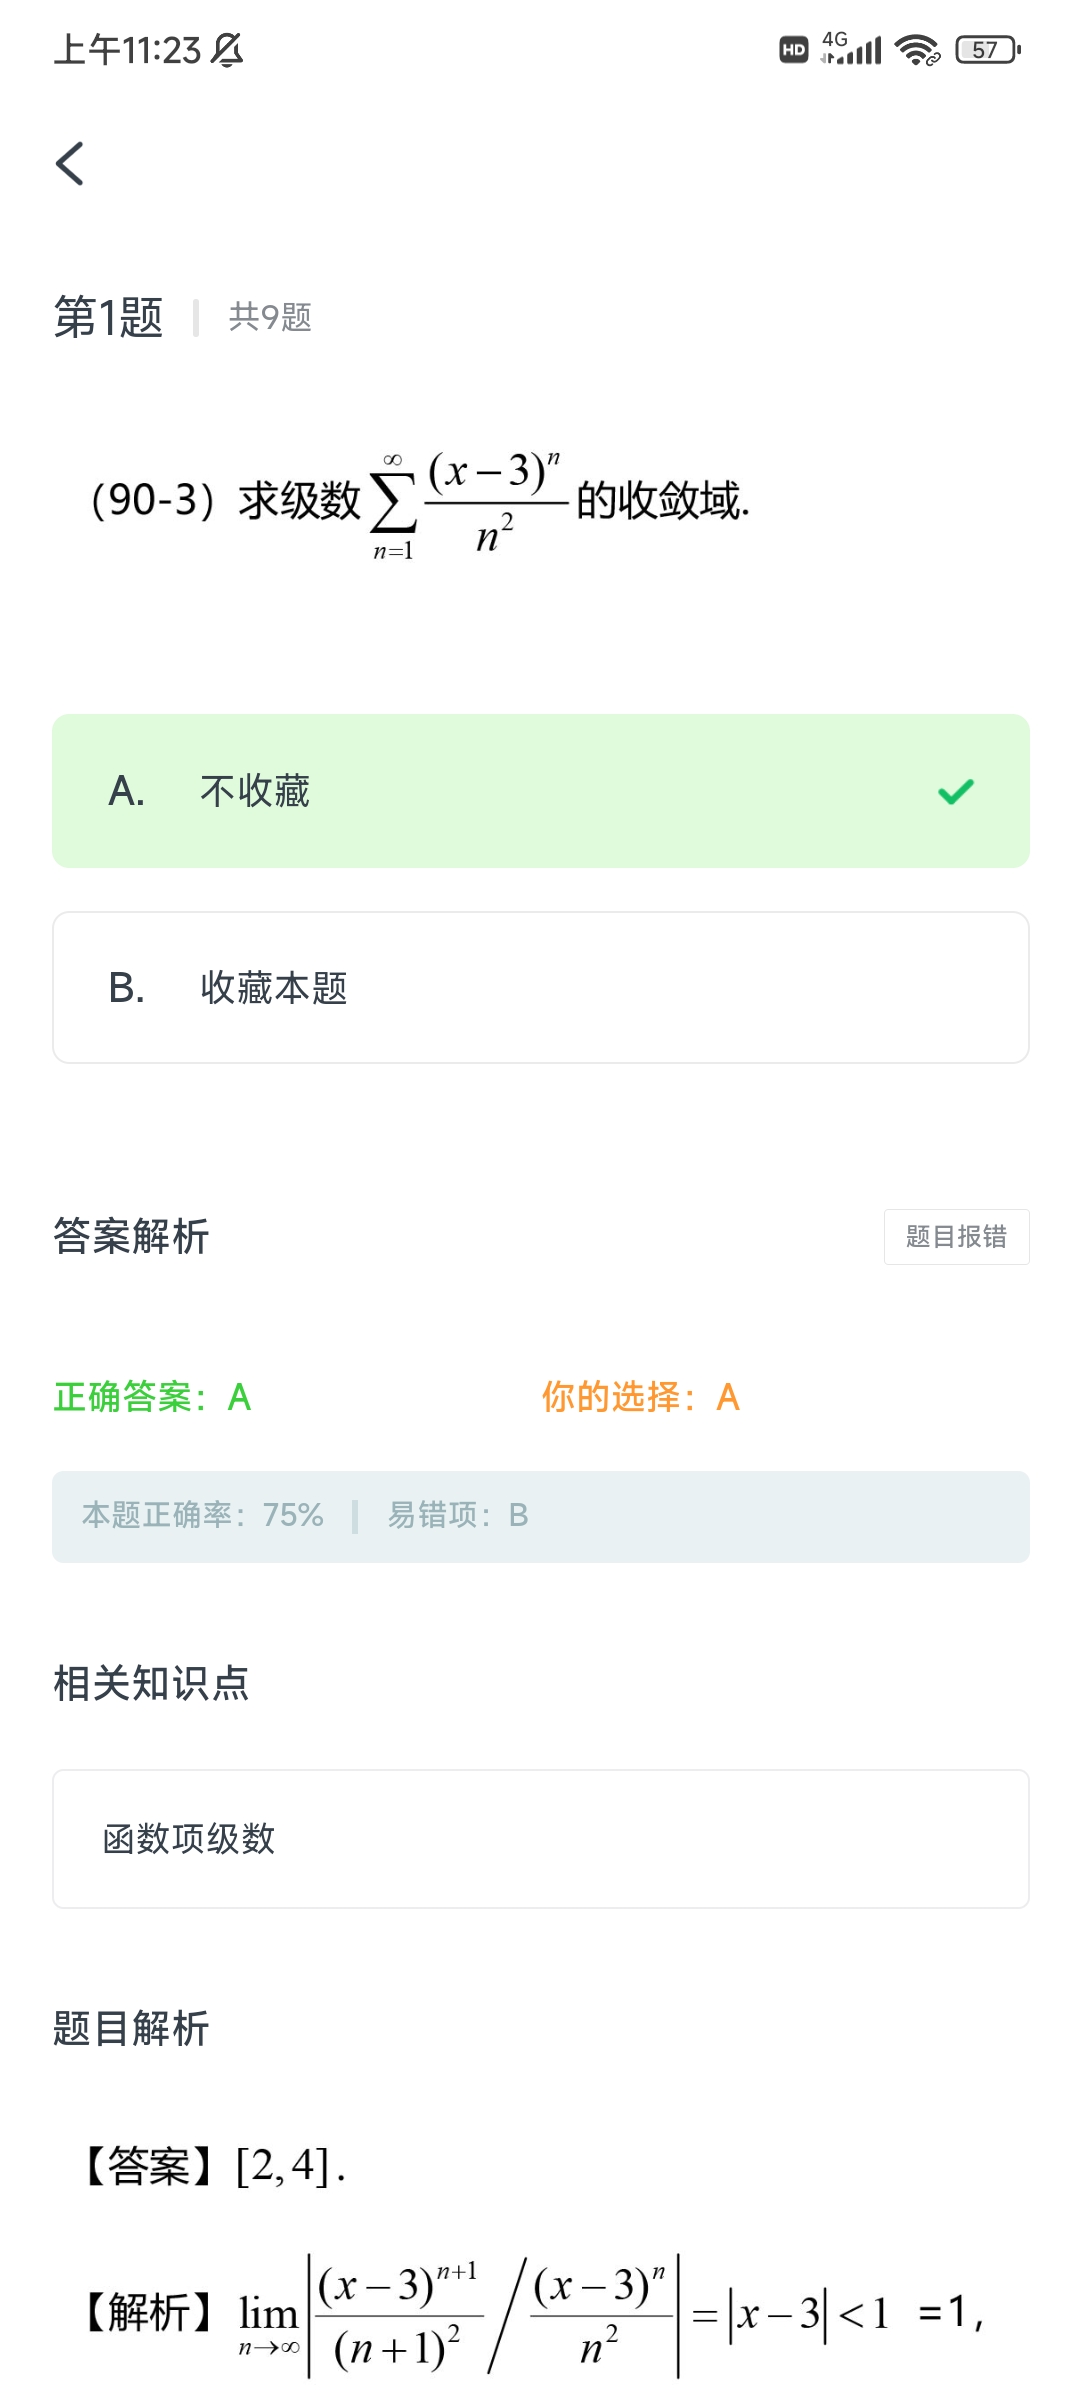 上午11:23 HD 4G 57
第1题 共9题
（90-3）求级数 $\sum_{n=1}^{\infty}\frac{(x-3)^n}{n^2}$ 的收敛域.
A. 不收藏
B. 收藏本题
答案解析 题目报错
正确答案：A 你的选择：A
本题正确率：75% 易错项：B
相关知识点
函数项级数
题目解析
【答案】[2,4].
【解析】 $\lim_{n\to\infty}\left|\frac{(x-3)^{n+1}}{(n+1)^2}\Big/\frac{(x-3)^n}{n^2}\right|=|x-3|<1$ =1,